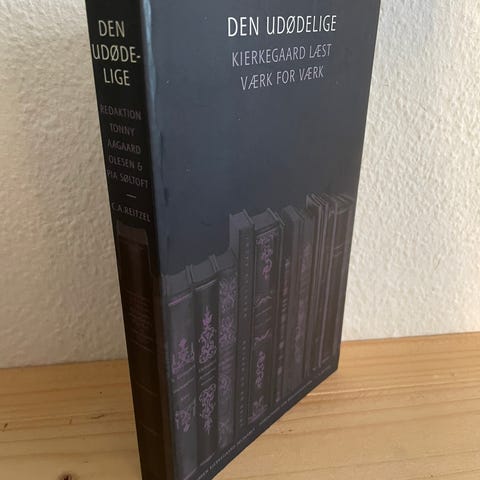 DEN
UDØDE-
LIGE
REDAKTION
TONNY
AAGAARD
OLESEN &
PIA SØLTOFT
C.A. REITZEL
DEN UDØDELIGE
KIERKEGAARD LÆST
VÆRK FOR VÆRK